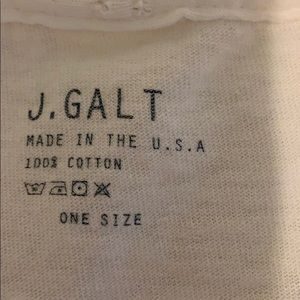 J.GALT
MADE IN THE U.S.A
100% COTTON
ONE SIZE